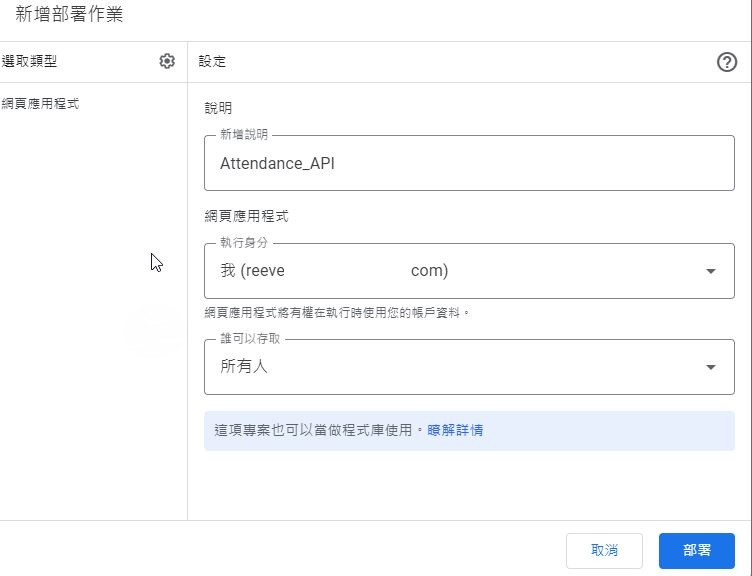 新增部署作業
選取類型
設定
網頁應用程式
說明
新增說明
Attendance_API
網頁應用程式
執行身分
我 (reeve com)
網頁應用程式將有權在執行時使用您的帳戶資料。
誰可以存取
所有人
這項專案也可以當做程式庫使用。瞭解詳情
取消
部署